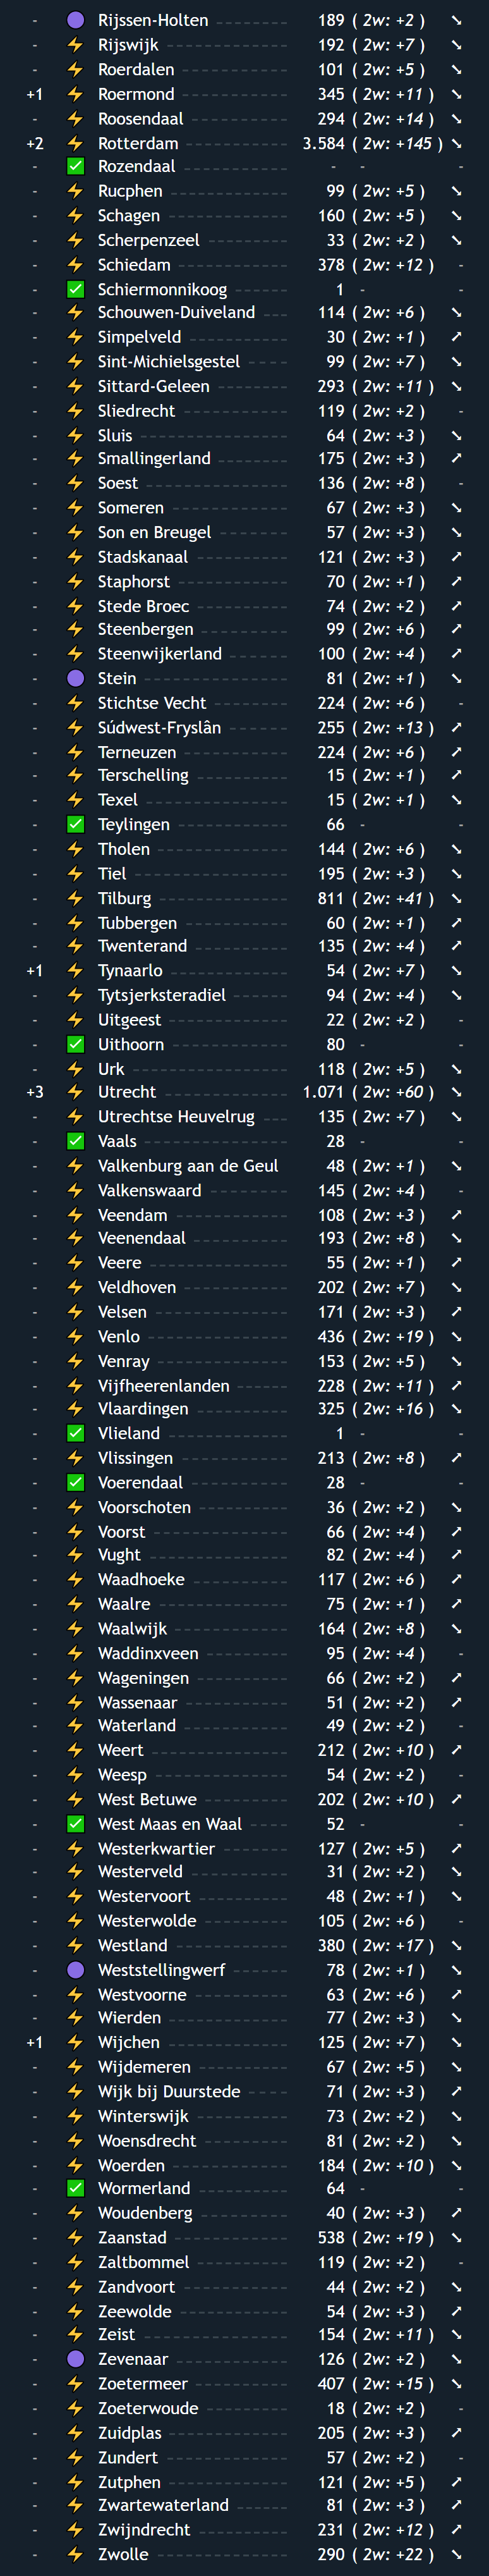 - Rijssen-Holten 189 ( 2w: +2 ) ➘
- ⚡ Rijswijk 192 ( 2w: +7 ) ➘
- ⚡ Roerdalen 101 ( 2w: +5 ) ➘
+1 ⚡ Roermond 345 ( 2w: +11 ) ➘
- ⚡ Roosendaal 294 ( 2w: +14 ) ➘
+2 ⚡ Rotterdam 3.584 ( 2w: +145 ) ➘
- ✅ Rozendaal - - -
- ⚡ Rucphen 99 ( 2w: +5 ) ➘
- ⚡ Schagen 160 ( 2w: +5 ) ➘
- ⚡ Scherpenzeel 33 ( 2w: +2 ) ➘
- ⚡ Schiedam 378 ( 2w: +12 ) -
- ✅ Schiermonnikoog 1 - -
- ⚡ Schouwen-Duiveland 114 ( 2w: +6 ) ➘
- ⚡ Simpelveld 30 ( 2w: +1 ) ➚
- ⚡ Sint-Michielsgestel 99 ( 2w: +7 ) ➘
- ⚡ Sittard-Geleen 293 ( 2w: +11 ) ➘
- ⚡ Sliedrecht 119 ( 2w: +2 ) -
- ⚡ Sluis 64 ( 2w: +3 ) ➘
- ⚡ Smallingerland 175 ( 2w: +3 ) ➚
- ⚡ Soest 136 ( 2w: +8 ) -
- ⚡ Someren 67 ( 2w: +3 ) ➘
- ⚡ Son en Breugel 57 ( 2w: +3 ) ➘
- ⚡ Stadskanaal 121 ( 2w: +3 ) ➚
- ⚡ Staphorst 70 ( 2w: +1 ) ➚
- ⚡ Stede Broec 74 ( 2w: +2 ) ➚
- ⚡ Steenbergen 99 ( 2w: +6 ) ➚
- ⚡ Steenwijkerland 100 ( 2w: +4 ) ➚
- Stein 81 ( 2w: +1 ) ➘
- ⚡ Stichtse Vecht 224 ( 2w: +6 ) -
- ⚡ Súdwest-Fryslân 255 ( 2w: +13 ) ➚
- ⚡ Terneuzen 224 ( 2w: +6 ) ➚
- ⚡ Terschelling 15 ( 2w: +1 ) ➚
- ⚡ Texel 15 ( 2w: +1 ) ➘
- ✅ Teylingen 66 - -
- ⚡ Tholen 144 ( 2w: +6 ) ➘
- ⚡ Tiel 195 ( 2w: +3 ) ➘
- ⚡ Tilburg 811 ( 2w: +41 ) ➘
- ⚡ Tubbergen 60 ( 2w: +1 ) ➚
- ⚡ Twenterand 135 ( 2w: +4 ) ➚
+1 ⚡ Tynaarlo 54 ( 2w: +7 ) ➘
- ⚡ Tytsjerksteradiel 94 ( 2w: +4 ) ➘
- ⚡ Uitgeest 22 ( 2w: +2 ) -
- ✅ Uithoorn 80 - -
- ⚡ Urk 118 ( 2w: +5 ) ➘
+3 ⚡ Utrecht 1.071 ( 2w: +60 ) ➘
- ⚡ Utrechtse Heuvelrug 135 ( 2w: +7 ) ➘
- ✅ Vaals 28 - -
- ⚡ Valkenburg aan de Geul 48 ( 2w: +1 ) ➘
- ⚡ Valkenswaard 145 ( 2w: +4 ) -
- ⚡ Veendam 108 ( 2w: +3 ) ➚
- ⚡ Veenendaal 193 ( 2w: +8 ) ➘
- ⚡ Veere 55 ( 2w: +1 ) ➚
- ⚡ Veldhoven 202 ( 2w: +7 ) ➘
- ⚡ Velsen 171 ( 2w: +3 ) ➚
- ⚡ Venlo 436 ( 2w: +19 ) ➘
- ⚡ Venray 153 ( 2w: +5 ) ➘
- ⚡ Vijfheerenlanden 228 ( 2w: +11 ) ➚
- ⚡ Vlaardingen 325 ( 2w: +16 ) ➘
- ✅ Vlieland 1 - -
- ⚡ Vlissingen 213 ( 2w: +8 ) ➚
- ✅ Voerendaal 28 - -
- ⚡ Voorschoten 36 ( 2w: +2 ) ➘
- ⚡ Voorst 66 ( 2w: +4 ) ➚
- ⚡ Vught 82 ( 2w: +4 ) ➚
- ⚡ Waadhoeke 117 ( 2w: +6 ) ➚
- ⚡ Waalre 75 ( 2w: +1 ) ➚
- ⚡ Waalwijk 164 ( 2w: +8 ) ➘
- ⚡ Waddinxveen 95 ( 2w: +4 ) -
- ⚡ Wageningen 66 ( 2w: +2 ) ➚
- ⚡ Wassenaar 51 ( 2w: +2 ) ➚
- ⚡ Waterland 49 ( 2w: +2 ) -
- ⚡ Weert 212 ( 2w: +10 ) ➚
- ⚡ Weesp 54 ( 2w: +2 ) -
- ⚡ West Betuwe 202 ( 2w: +10 ) ➚
- ✅ West Maas en Waal 52 - -
- ⚡ Westerkwartier 127 ( 2w: +5 ) ➚
- ⚡ Westerveld 31 ( 2w: +2 ) ➘
- ⚡ Westervoort 48 ( 2w: +1 ) ➘
- ⚡ Westerwolde 105 ( 2w: +6 ) -
- ⚡ Westland 380 ( 2w: +17 ) ➘
- Weststellingwerf 78 ( 2w: +1 ) ➘
- ⚡ Westvoorne 63 ( 2w: +6 ) ➚
- ⚡ Wierden 77 ( 2w: +3 ) ➘
+1 ⚡ Wijchen 125 ( 2w: +7 ) ➘
- ⚡ Wijdemeren 67 ( 2w: +5 ) ➘
- ⚡ Wijk bij Duurstede 71 ( 2w: +3 ) ➚
- ⚡ Winterswijk 73 ( 2w: +2 ) ➘
- ⚡ Woensdrecht 81 ( 2w: +2 ) ➘
- ⚡ Woerden 184 ( 2w: +10 ) ➘
- ✅ Wormerland 64 - -
- ⚡ Woudenberg 40 ( 2w: +3 ) ➚
- ⚡ Zaanstad 538 ( 2w: +19 ) ➘
- ⚡ Zaltbommel 119 ( 2w: +2 ) -
- ⚡ Zandvoort 44 ( 2w: +2 ) ➘
- ⚡ Zeewolde 54 ( 2w: +3 ) ➚
- ⚡ Zeist 154 ( 2w: +11 ) ➘
- Zevenaar 126 ( 2w: +2 ) ➘
- ⚡ Zoetermeer 407 ( 2w: +15 ) ➘
- ⚡ Zoeterwoude 18 ( 2w: +2 ) -
- ⚡ Zuidplas 205 ( 2w: +3 ) ➚
- ⚡ Zundert 57 ( 2w: +2 ) -
- ⚡ Zutphen 121 ( 2w: +5 ) ➚
- ⚡ Zwartewaterland 81 ( 2w: +3 ) ➚
- ⚡ Zwijndrecht 231 ( 2w: +12 ) ➚
- ⚡ Zwolle 290 ( 2w: +22 ) ➘